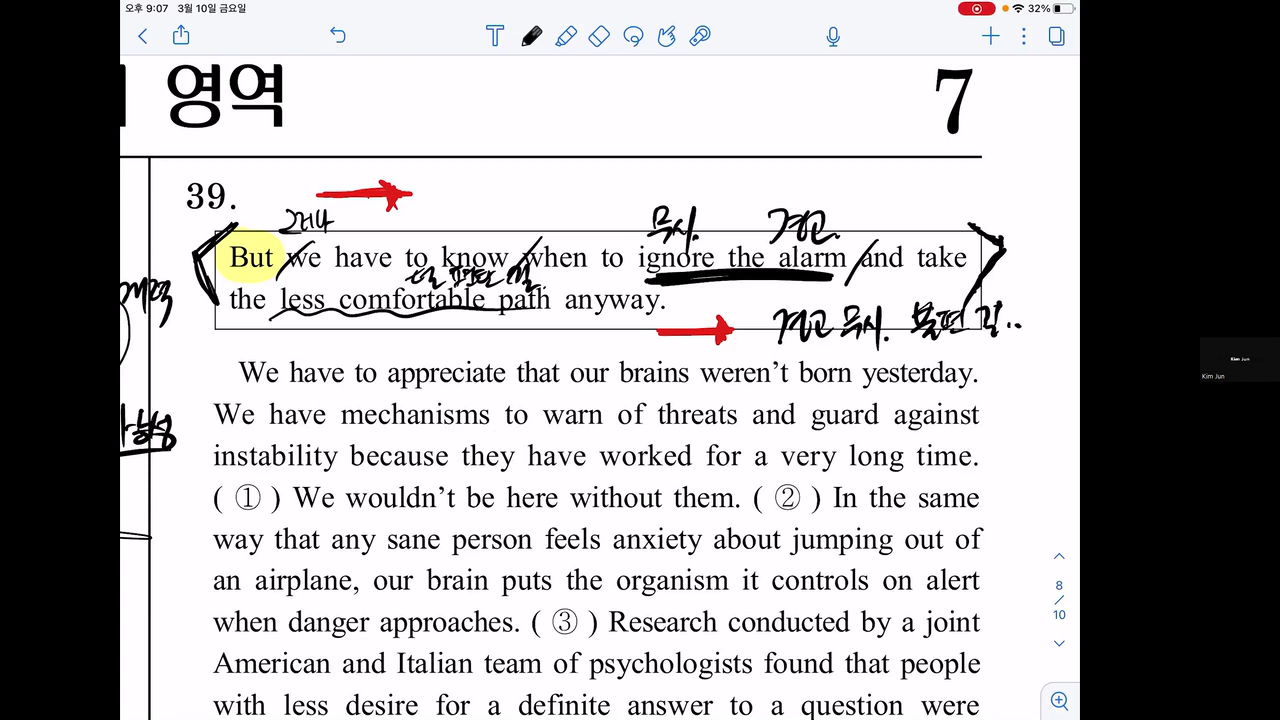 오후 9:07 3월 10일 금요일
32%
영역
7
39.
그러나
무시. 경고.
But we have to know when to ignore the alarm and take
덜 편한 길.
the less comfortable path anyway.
경고 무시. 불편 길..
We have to appreciate that our brains weren't born yesterday.
We have mechanisms to warn of threats and guard against
instability because they have worked for a very long time.
( ① ) We wouldn't be here without them. ( ② ) In the same
way that any sane person feels anxiety about jumping out of
an airplane, our brain puts the organism it controls on alert
when danger approaches. ( ③ ) Research conducted by a joint
American and Italian team of psychologists found that people
with less desire for a definite answer to a question were
8
/
10
Kim Jun
Kim Jun